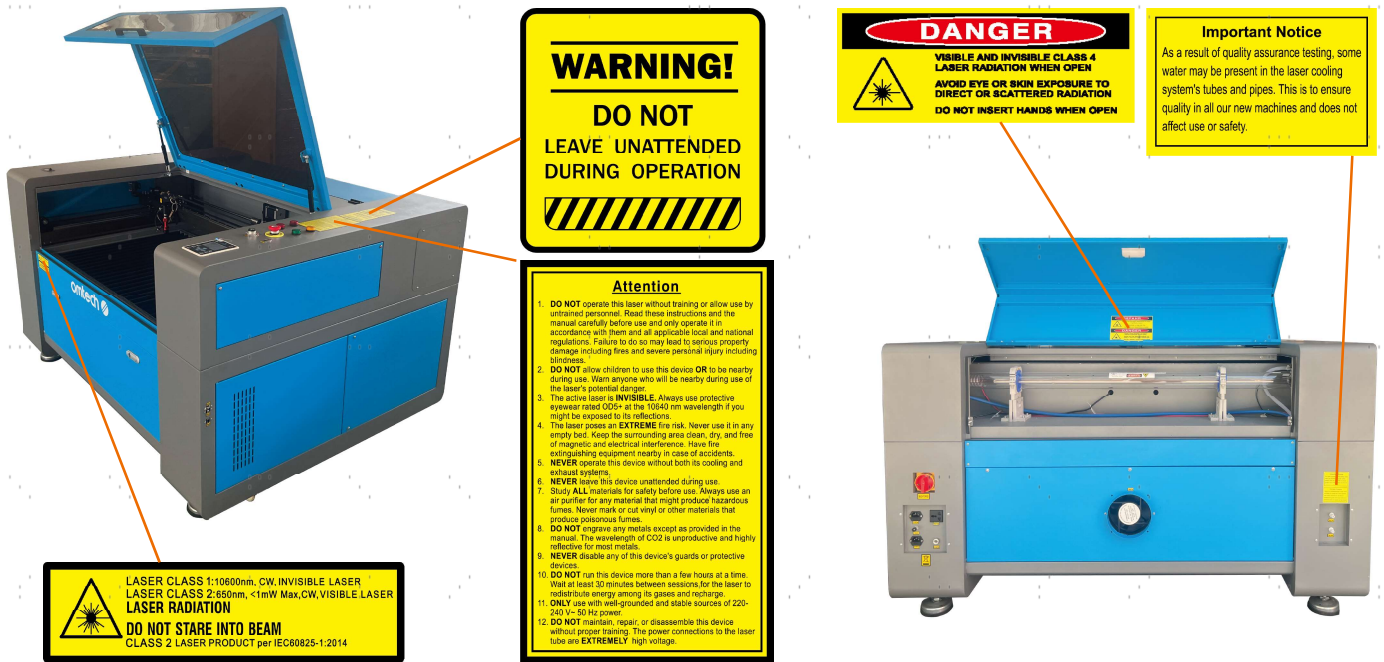 WARNING!
DO NOT
LEAVE UNATTENDED
DURING OPERATION
Attention
1. DO NOT operate this laser without training or allow use by
untrained personnel. Read these instructions and the
manual carefully before use and only operate it in
accordance with them and all applicable local and national
regulations. Failure to do so may lead to serious property
damage including fires and severe personal injury including
blindness.
2. DO NOT allow children to use this device OR to be nearby
during use. Warn anyone who will be nearby during use of
the laser's potential danger.
3. The active laser is INVISIBLE. Always use protective
eyewear rated OD5+ at the 10640 nm wavelength if you
might be exposed to its reflections.
4. The laser poses an EXTREME fire risk. Never use it in any
empty bed. Keep the surrounding area clean, dry, and free
of magnetic and electrical interference. Have fire
extinguishing equipment nearby in case of accidents.
5. NEVER operate this device without both its cooling and
exhaust systems.
6. NEVER leave this device unattended during use.
7. Study ALL materials for safety before use. Always use an
air purifier for any material that might produce hazardous
fumes. Never mark or cut vinyl or other materials that
produce poisonous fumes.
8. DO NOT engrave any metals except as provided in the
manual. The wavelength of CO2 is unproductive and highly
reflective for most metals.
9. NEVER disable any of this device's guards or protective
devices.
10. DO NOT run this device more than a few hours at a time.
Wait at least 30 minutes between sessions,for the laser to
redistribute energy among its gases and recharge.
11. ONLY use with well-grounded and stable sources of 220-
240 V~ 50 Hz power.
12. DO NOT maintain, repair, or disassemble this device
without proper training. The power connections to the laser
tube are EXTREMELY high voltage.
omtech
LASER CLASS 1:10600nm, CW, INVISIBLE LASER
LASER CLASS 2:650nm, <1mW Max,CW,VISIBLE LASER
LASER RADIATION
DO NOT STARE INTO BEAM
CLASS 2 LASER PRODUCT per IEC60825-1:2014
DANGER
VISIBLE AND INVISIBLE CLASS 4
LASER RADIATION WHEN OPEN
AVOID EYE OR SKIN EXPOSURE TO
DIRECT OR SCATTERED RADIATION
DO NOT INSERT HANDS WHEN OPEN
Important Notice
As a result of quality assurance testing, some
water may be present in the laser cooling
system's tubes and pipes. This is to ensure
quality in all our new machines and does not
affect use or safety.